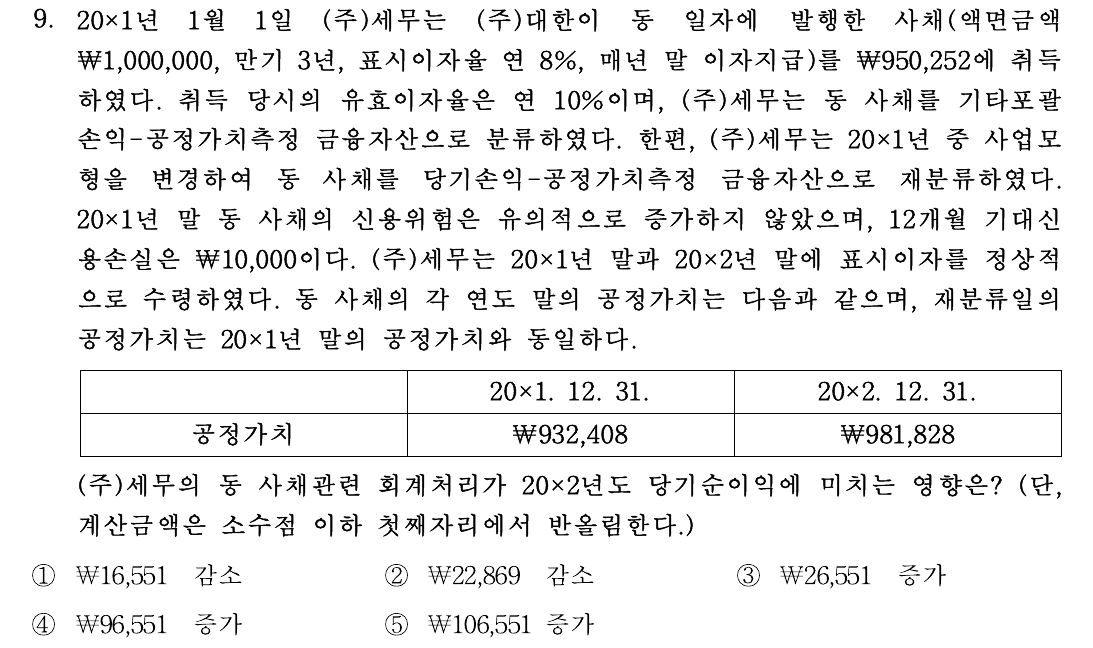 9. 20×1년 1월 1일 (주)세무는 (주)대한이 동 일자에 발행한 사채(액면금액
₩1,000,000, 만기 3년, 표시이자율 연 8%, 매년 말 이자지급)를 ₩950,252에 취득
하였다. 취득 당시의 유효이자율은 연 10%이며, (주)세무는 동 사채를 기타포괄
손익-공정가치측정 금융자산으로 분류하였다. 한편, (주)세무는 20×1년 중 사업모
형을 변경하여 동 사채를 당기손익-공정가치측정 금융자산으로 재분류하였다.
20×1년 말 동 사채의 신용위험은 유의적으로 증가하지 않았으며, 12개월 기대신
용손실은 ₩10,000이다. (주)세무는 20×1년 말과 20×2년 말에 표시이자를 정상적
으로 수령하였다. 동 사채의 각 연도 말의 공정가치는 다음과 같으며, 재분류일의
공정가치는 20×1년 말의 공정가치와 동일하다.
20×1. 12. 31. 20×2. 12. 31.
공정가치 ₩932,408 ₩981,828
(주)세무의 동 사채관련 회계처리가 20×2년도 당기순이익에 미치는 영향은? (단,
계산금액은 소수점 이하 첫째자리에서 반올림한다.)
① ₩16,551 감소 ② ₩22,869 감소 ③ ₩26,551 증가
④ ₩96,551 증가 ⑤ ₩106,551 증가